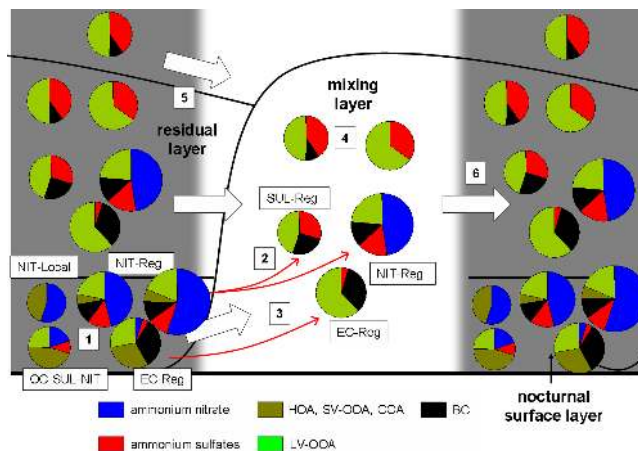 5
mixing
layer
residual
layer
4
6
SUL-Reg
NIT-Local
NIT-Reg
2
NIT-Reg
1
3
EC-Reg
OC-SUL-NIT
EC-Reg
nocturnal
surface layer
ammonium nitrate
HOA, SV-OOA, COA
BC
ammonium sulfates
LV-OOA